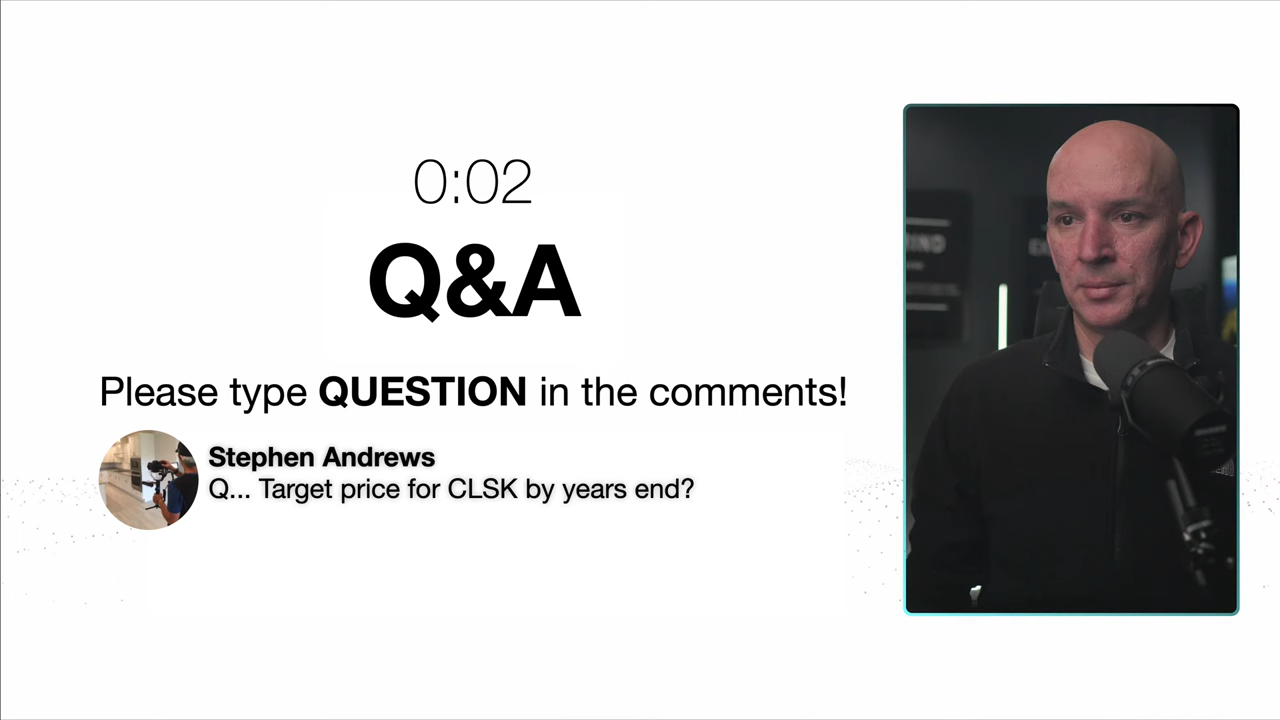 0:02
Q&A
Please type QUESTION in the comments!
Stephen Andrews
Q... Target price for CLSK by years end?